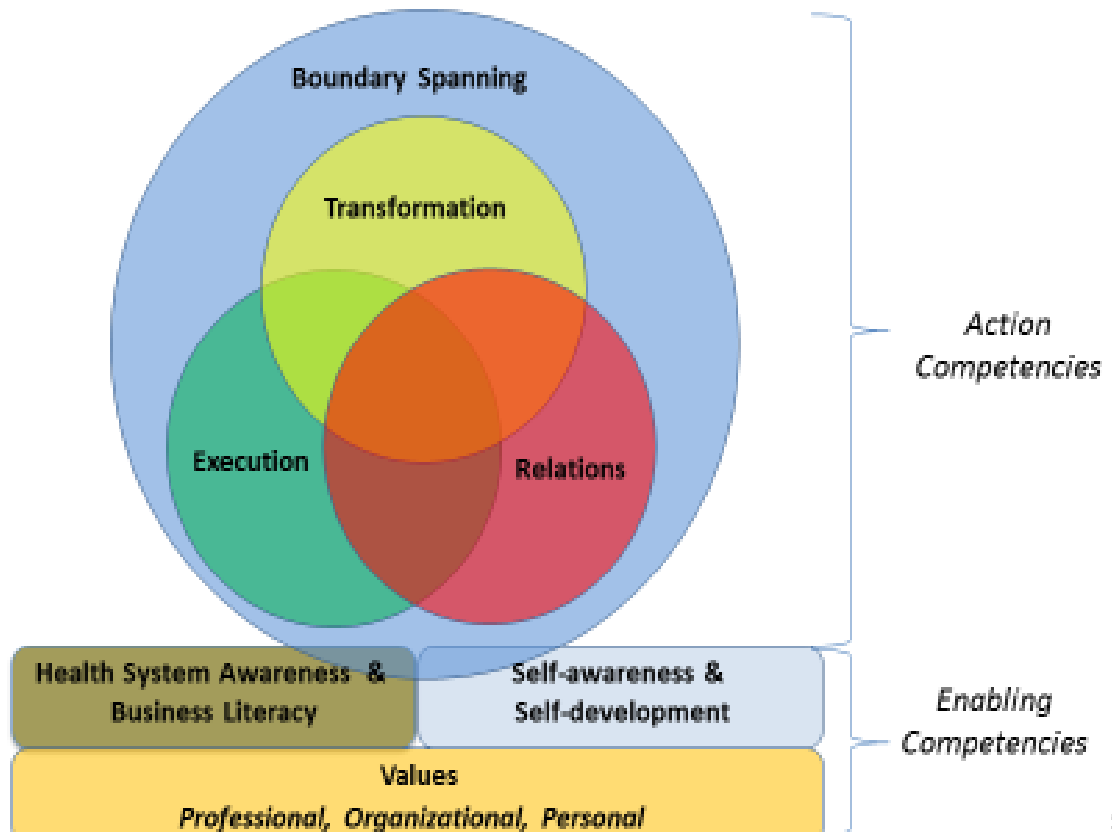 Boundary Spanning
Transformation
Execution
Relations
Action
Competencies
Health System Awareness &
Business Literacy
Self-awareness &
Self-development
Enabling
Competencies
Values
Professional, Organizational, Personal